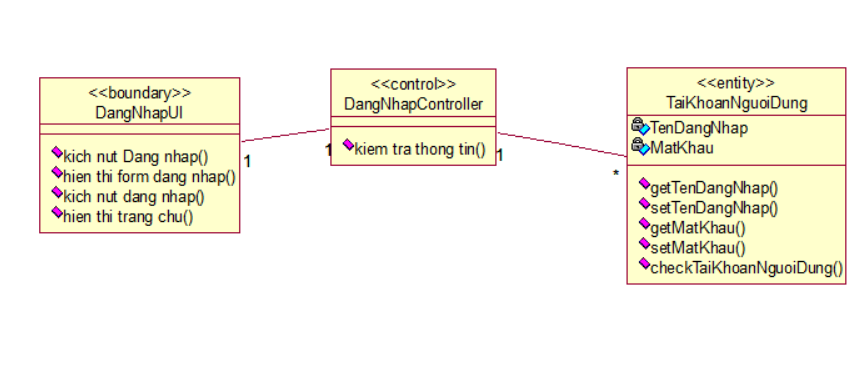 <<boundary>>
DangNhapUI
kich nut Dang nhap()
hien thi form dang nhap()
kich nut dang nhap()
hien thi trang chu()
1
1
<<control>>
DangNhapController
kiem tra thong tin()
1
*
<<entity>>
TaiKhoanNguoiDung
TenDangNhap
MatKhau
getTenDangNhap()
setTenDangNhap()
getMatKhau()
setMatKhau()
checkTaiKhoanNguoiDung()